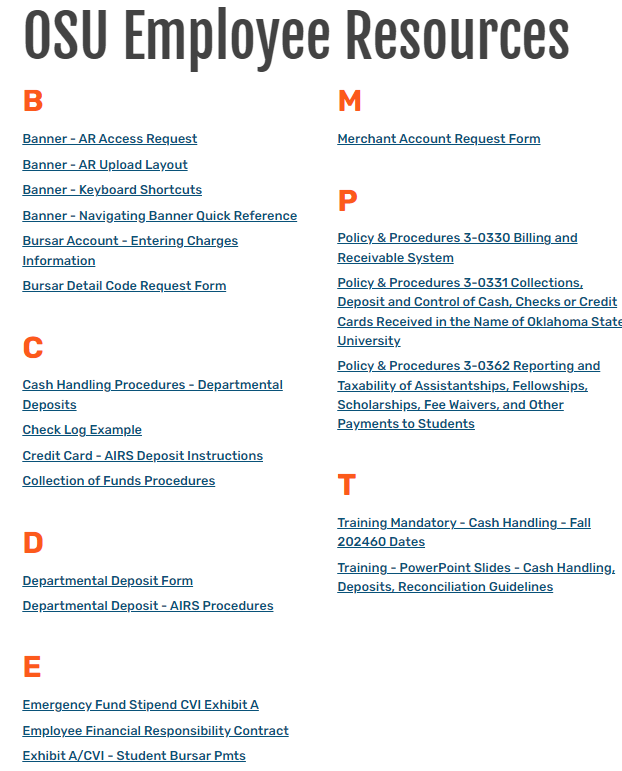 OSU Employee Resources
B
Banner - AR Access Request
Banner - AR Upload Layout
Banner - Keyboard Shortcuts
Banner - Navigating Banner Quick Reference
Bursar Account - Entering Charges
Information
Bursar Detail Code Request Form
C
Cash Handling Procedures - Departmental
Deposits
Check Log Example
Credit Card - AIRS Deposit Instructions
Collection of Funds Procedures
D
Departmental Deposit Form
Departmental Deposit - AIRS Procedures
E
Emergency Fund Stipend CVI Exhibit A
Employee Financial Responsibility Contract
Exhibit A/CVI - Student Bursar Pmts
M
Merchant Account Request Form
P
Policy & Procedures 3-0330 Billing and
Receivable System
Policy & Procedures 3-0331 Collections,
Deposit and Control of Cash, Checks or Credit
Cards Received in the Name of Oklahoma State
University
Policy & Procedures 3-0362 Reporting and
Taxability of Assistantships, Fellowships,
Scholarships, Fee Waivers, and Other
Payments to Students
T
Training Mandatory - Cash Handling - Fall
202460 Dates
Training - PowerPoint Slides - Cash Handling,
Deposits, Reconciliation Guidelines